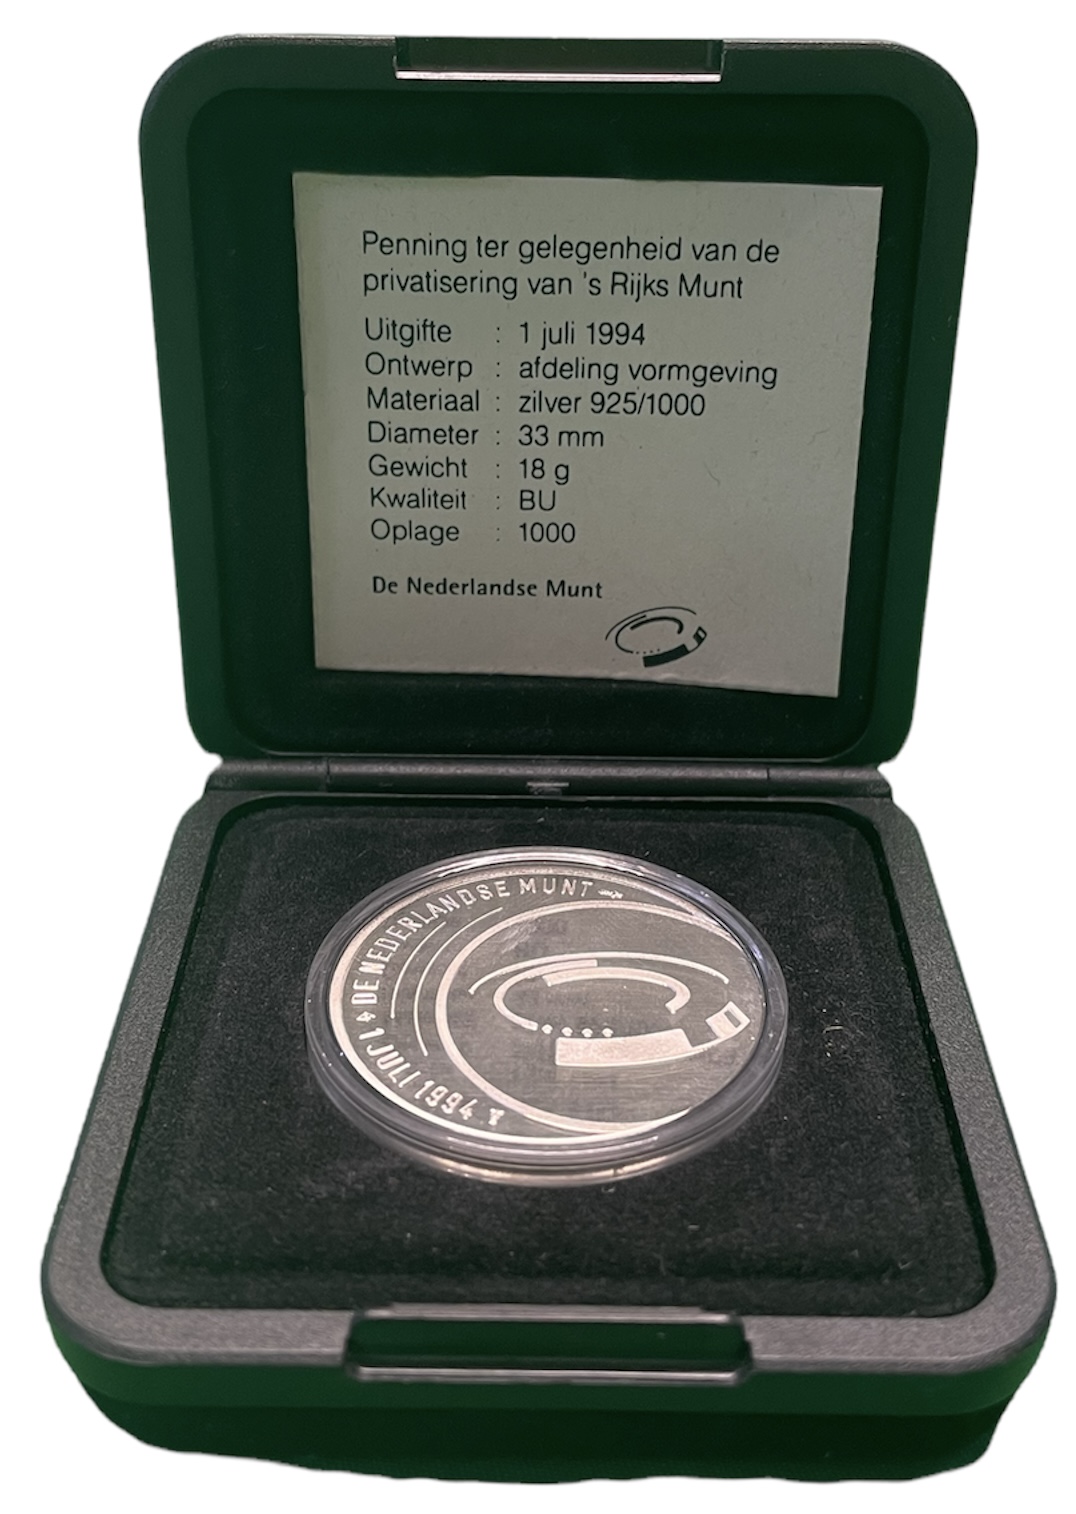 Penning ter gelegenheid van de
privatisering van 's Rijks Munt
Uitgifte : 1 juli 1994
Ontwerp : afdeling vormgeving
Materiaal : zilver 925/1000
Diameter : 33 mm
Gewicht : 18 g
Kwaliteit : BU
Oplage : 1000
De Nederlandse Munt
1 JULI 1994
DE NEDERLANDSE MUNT